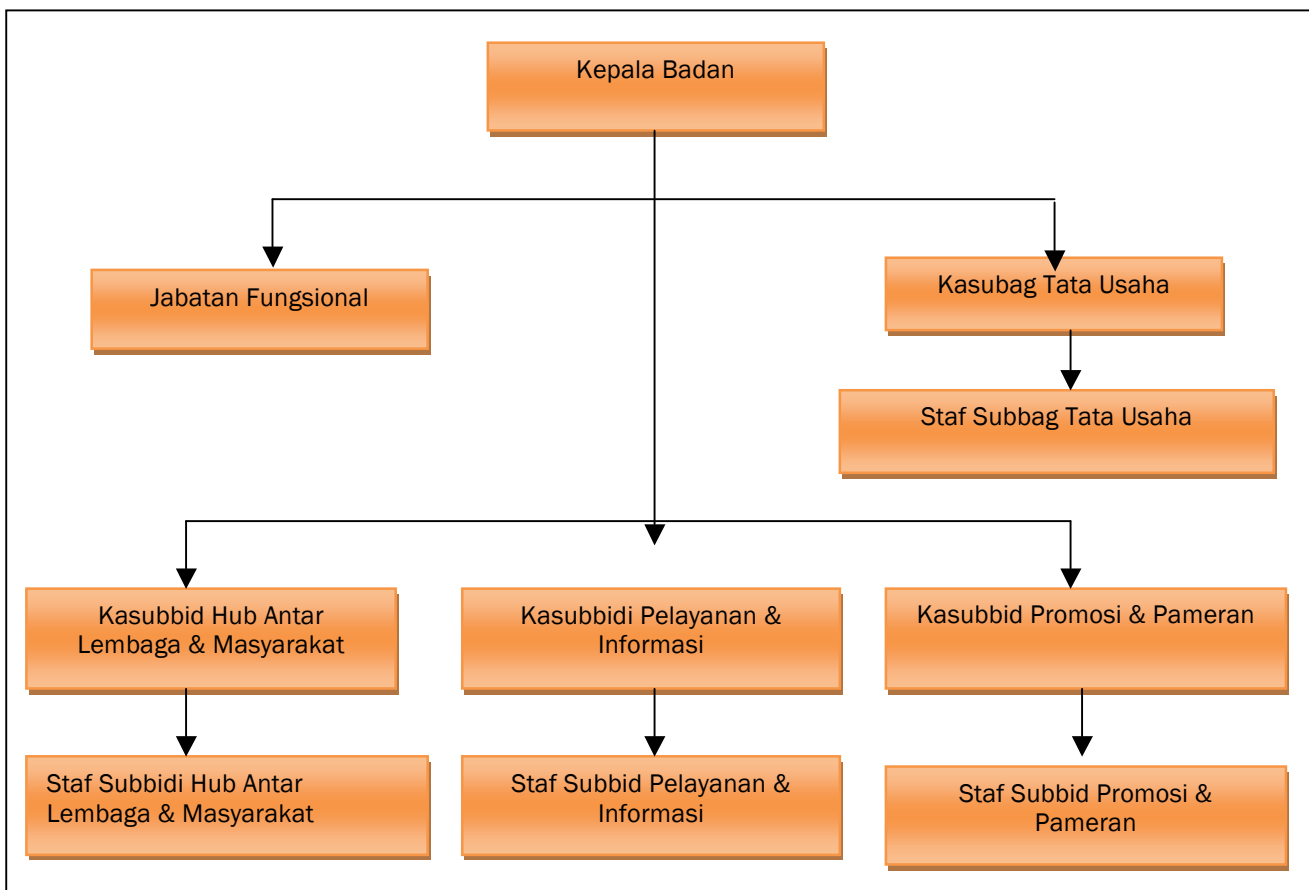 Kepala Badan
Jabatan Fungsional
Kasubag Tata Usaha
Staf Subbag Tata Usaha
Kasubbid Hub Antar
Lembaga & Masyarakat
Kasubbidi Pelayanan &
Informasi
Kasubbid Promosi & Pameran
Staf Subbidi Hub Antar
Lembaga & Masyarakat
Staf Subbid Pelayanan &
Informasi
Staf Subbid Promosi &
Pameran